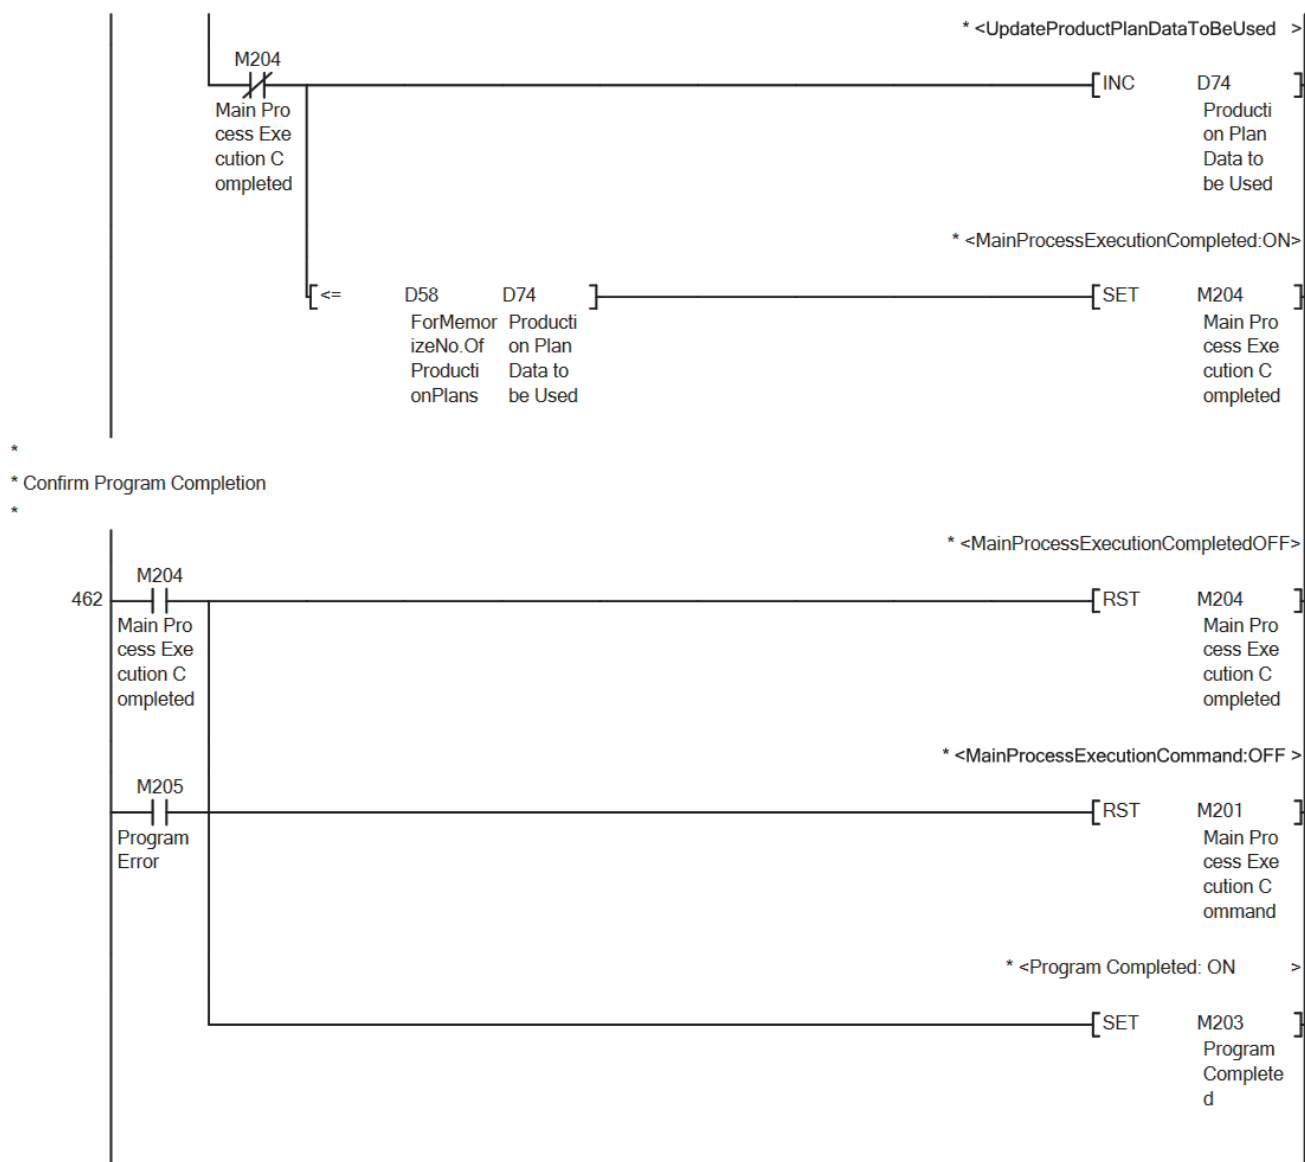 * <UpdateProductPlanDataToBeUsed >
M204
INC D74
Main Pro
cess Exe
cution C
ompleted
Producti
on Plan
Data to
be Used
* <MainProcessExecutionCompleted:ON>
<= D58 D74 SET M204
ForMemor
izeNo.Of
Producti
onPlans
Producti
on Plan
Data to
be Used
Main Pro
cess Exe
cution C
ompleted
*
* Confirm Program Completion
*
* <MainProcessExecutionCompletedOFF>
M204
462 RST M204
Main Pro
cess Exe
cution C
ompleted
Main Pro
cess Exe
cution C
ompleted
* <MainProcessExecutionCommand:OFF >
M205
RST M201
Program
Error
Main Pro
cess Exe
cution C
ommand
* <Program Completed: ON >
SET M203
Program
Complete
d